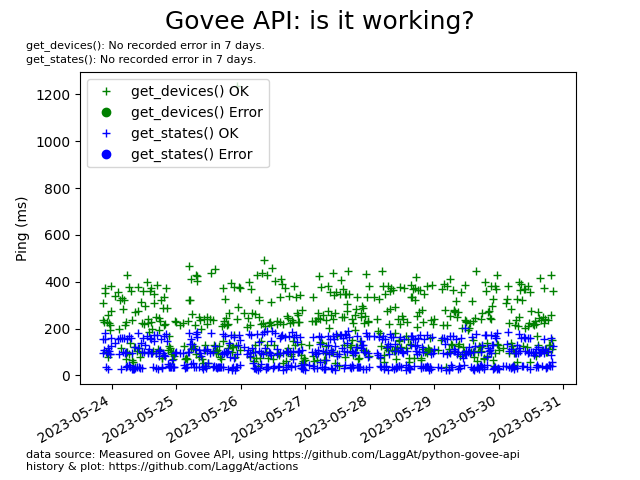 Govee API: is it working?
get_devices(): No recorded error in 7 days.
get_states(): No recorded error in 7 days.
get_devices() OK
get_devices() Error
get_states() OK
get_states() Error
Ping (ms)
1200
1000
800
600
400
200
0
2023-05-24
2023-05-25
2023-05-26
2023-05-27
2023-05-28
2023-05-29
2023-05-30
2023-05-31
data source: Measured on Govee API, using https://github.com/LaggAt/python-govee-api
history & plot: https://github.com/LaggAt/actions